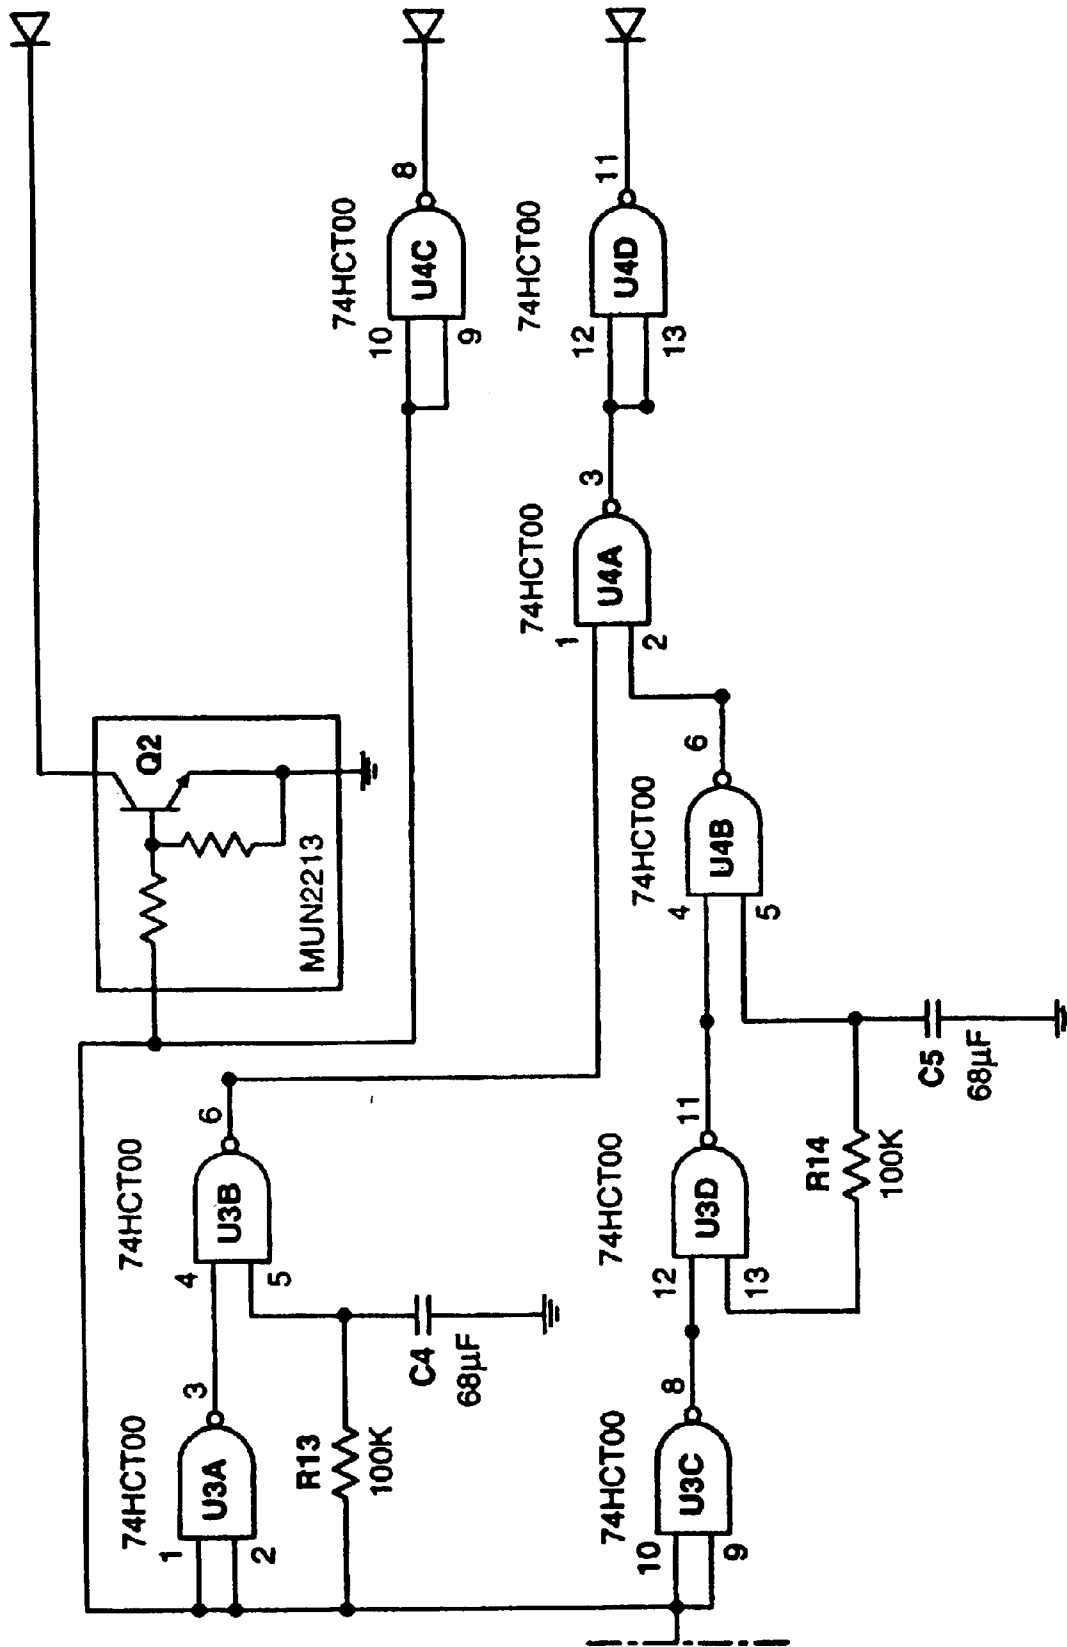 Q2
MUN2213
74HCT00
10
9
U4C
8
74HCT00
12
13
U4D
11
74HCT00
1
2
U4A
3
74HCT00
4
5
U4B
6
74HCT00
1
2
U3A
3
74HCT00
4
5
U3B
6
R13
100K
C4
68µF
74HCT00
10
9
U3C
8
74HCT00
12
13
U3D
11
R14
100K
C5
68µF